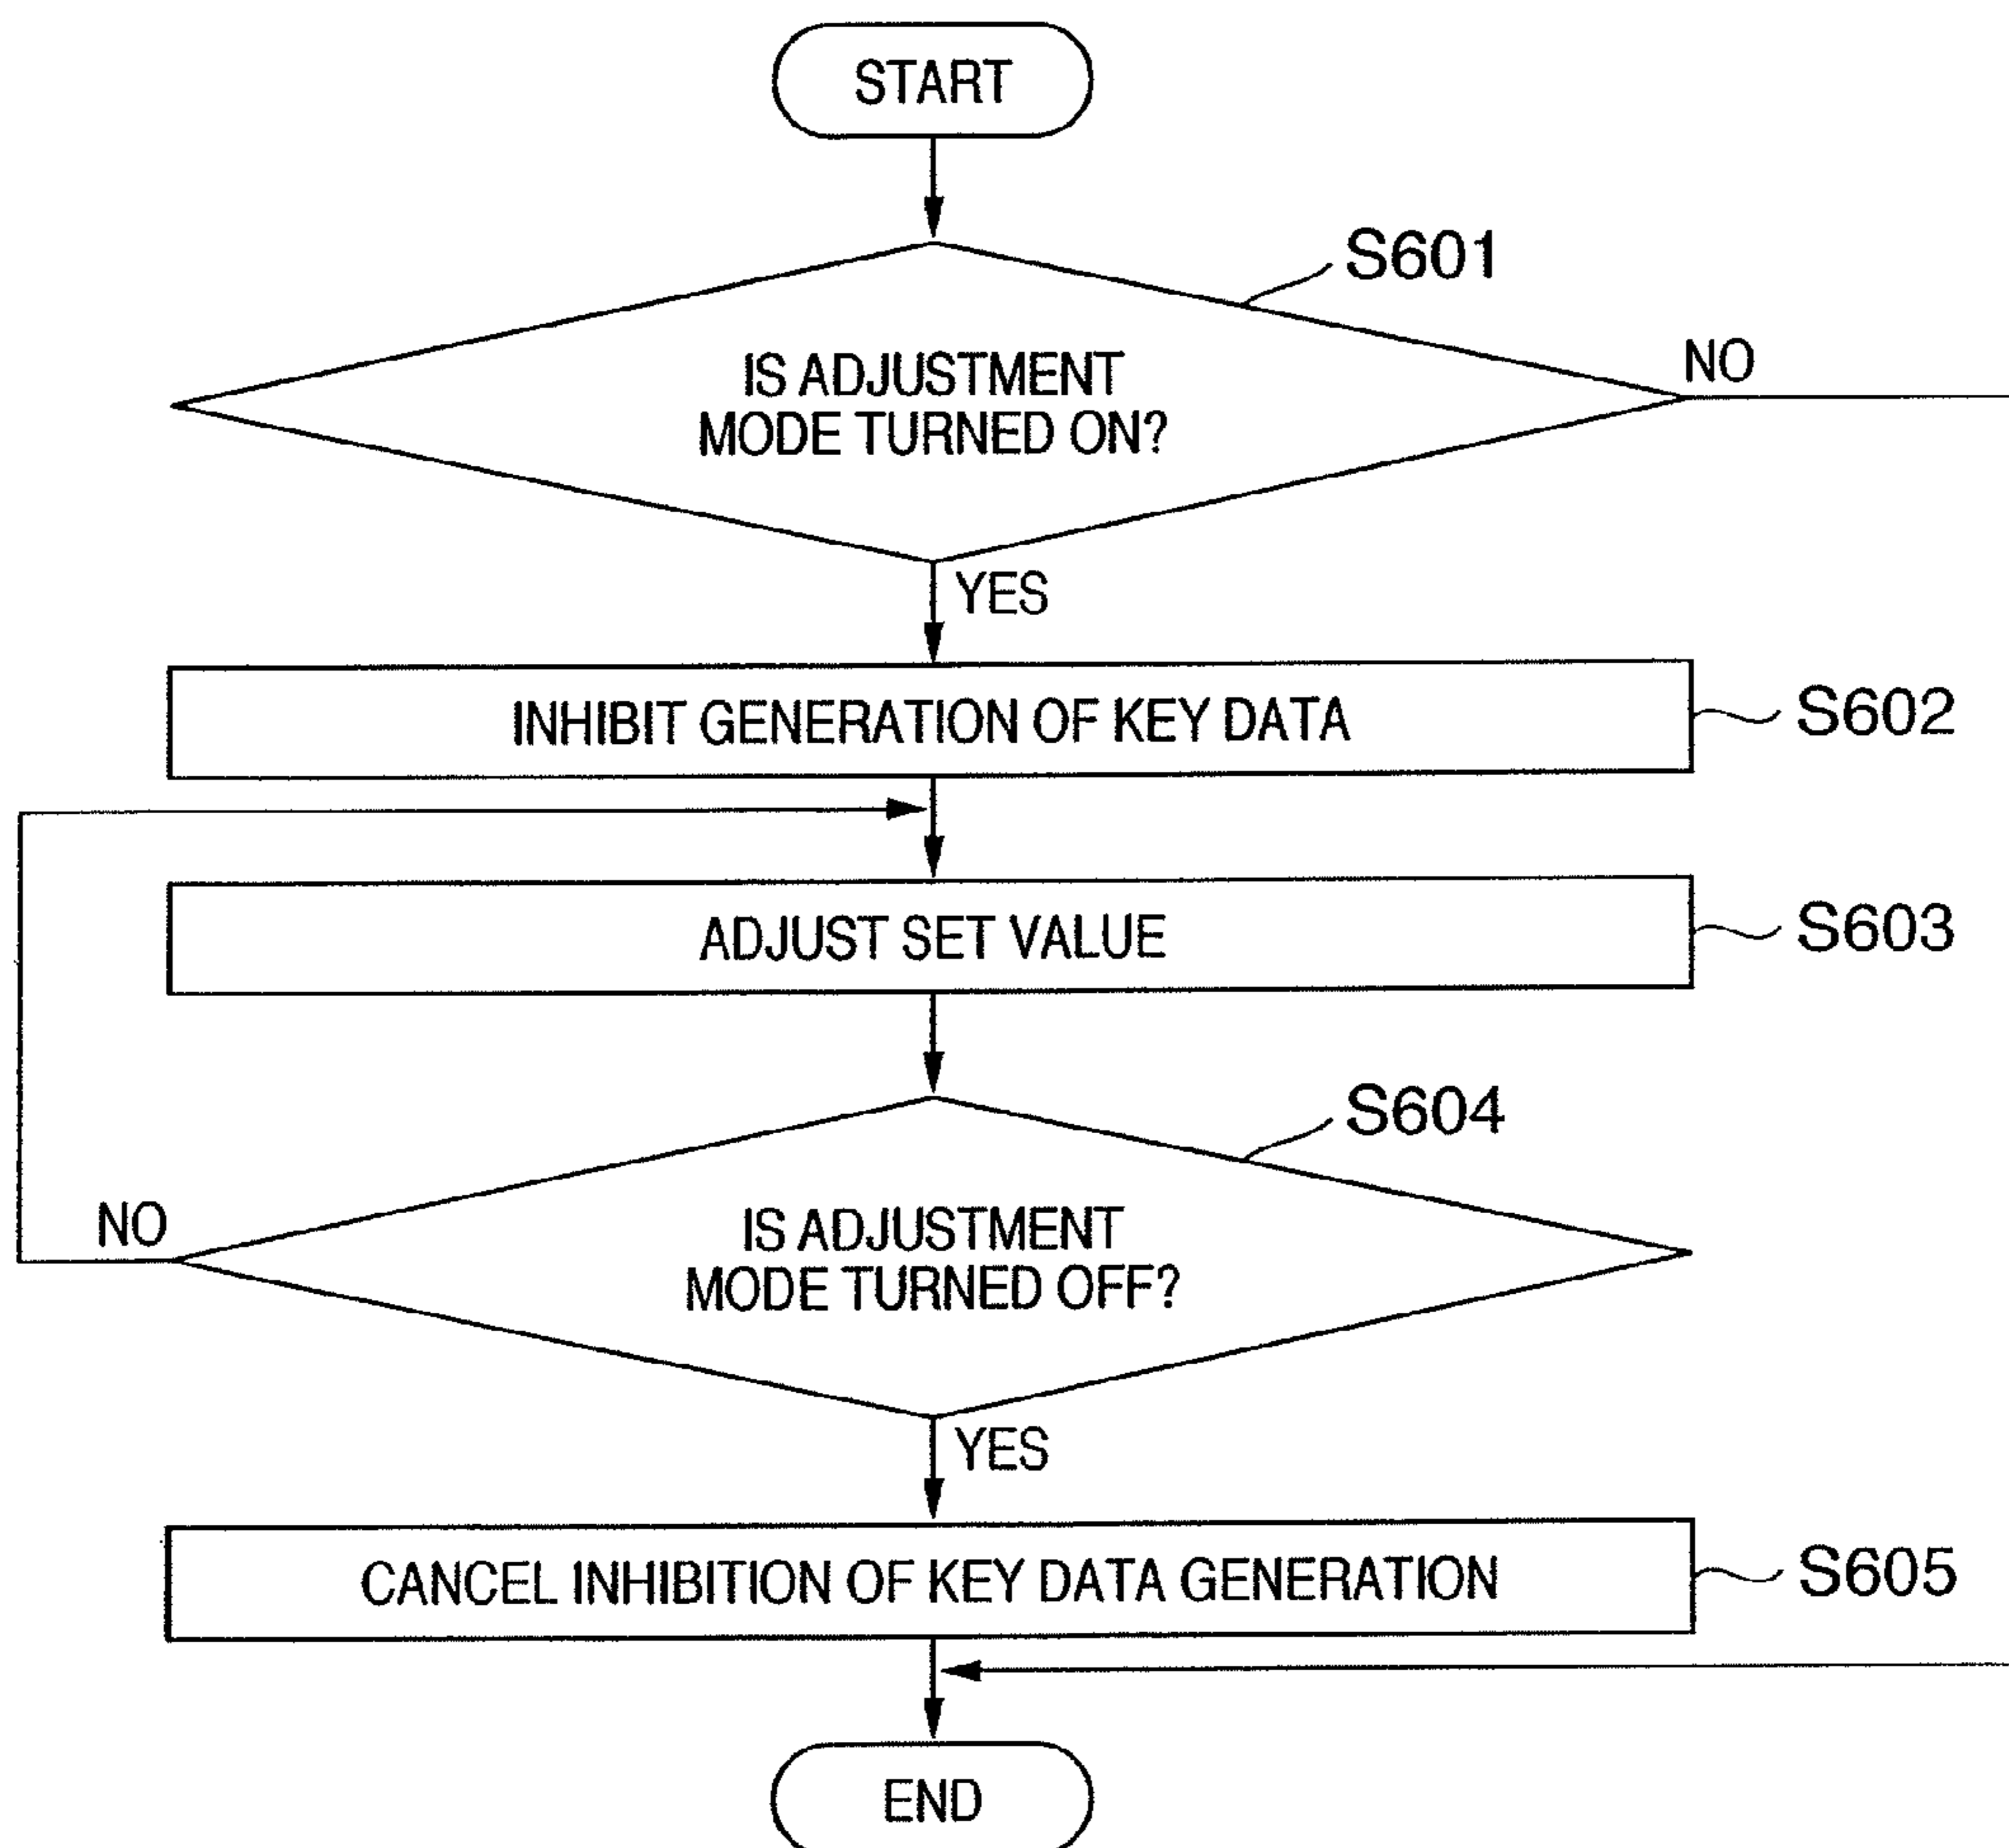 START
S601
IS ADJUSTMENT
MODE TURNED ON?
NO
YES
INHIBIT GENERATION OF KEY DATA
S602
ADJUST SET VALUE
S603
S604
IS ADJUSTMENT
MODE TURNED OFF?
NO
YES
CANCEL INHIBITION OF KEY DATA GENERATION
S605
END